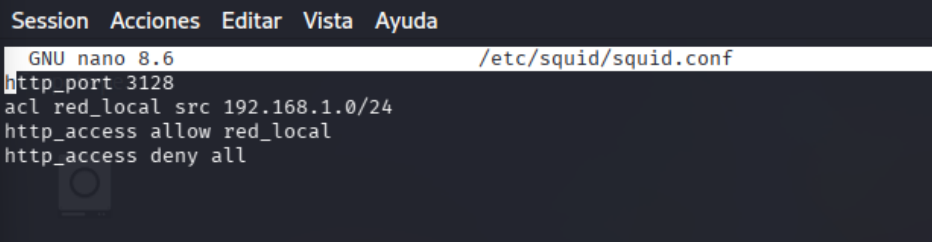 Session Acciones Editar Vista Ayuda
GNU nano 8.6 /etc/squid/squid.conf
http_port 3128
acl red_local src 192.168.1.0/24
http_access allow red_local
http_access deny all